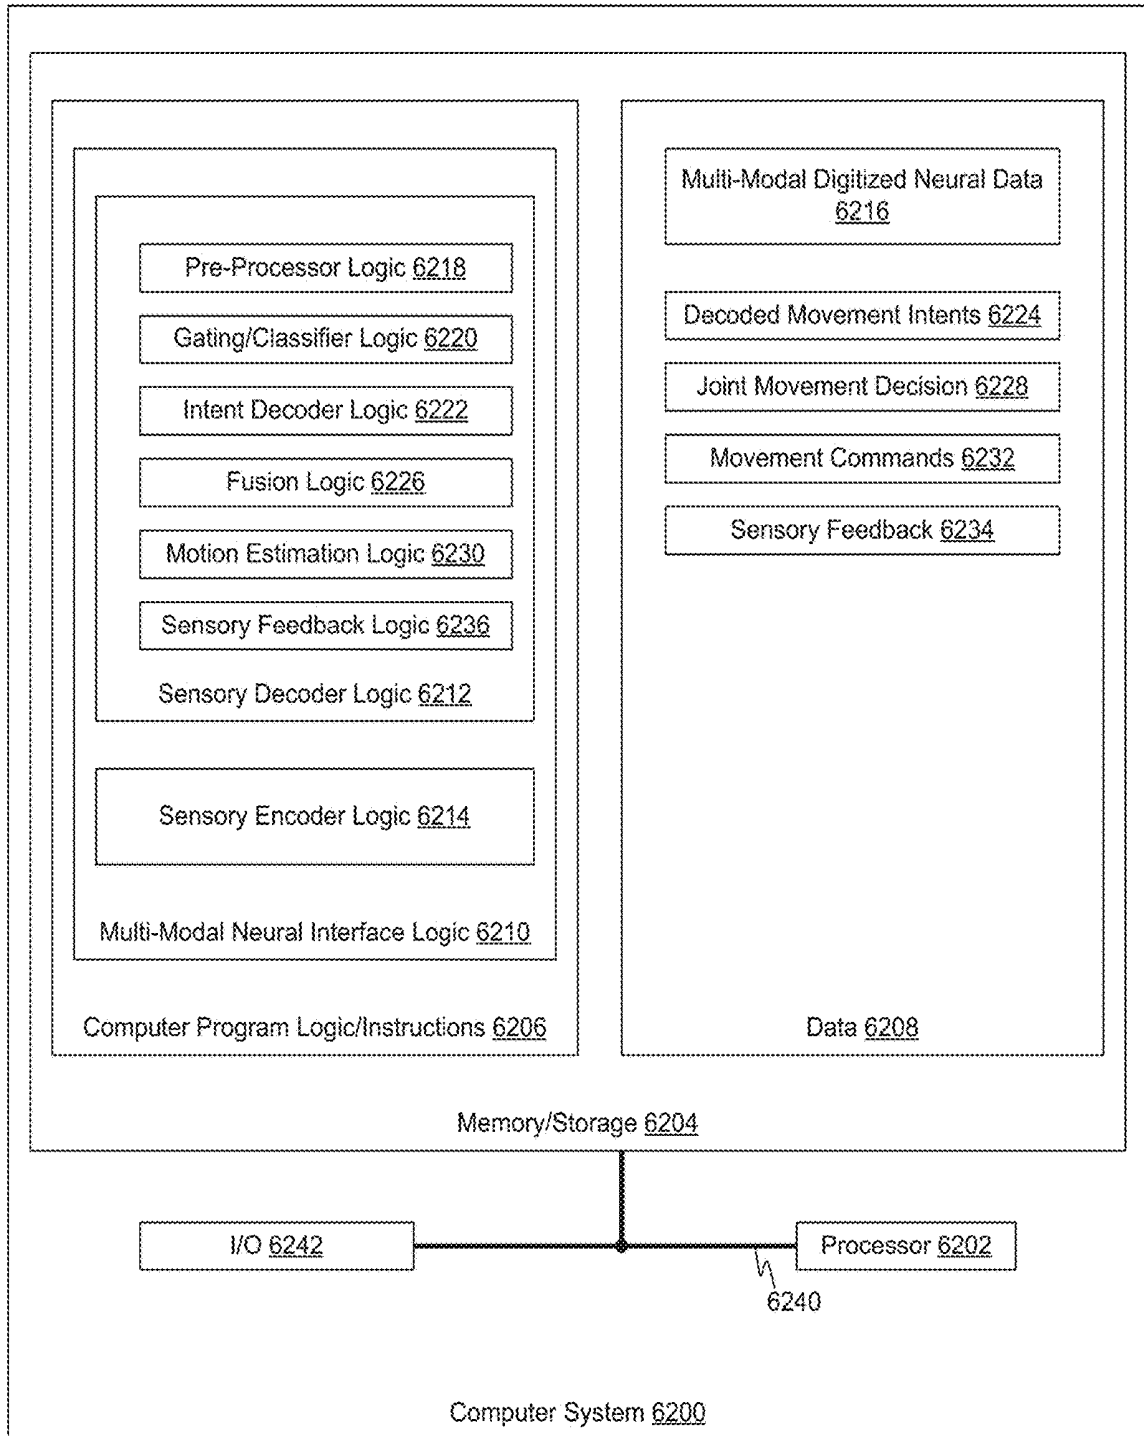 Pre-Processor Logic 6218
Gating/Classifier Logic 6220
Intent Decoder Logic 6222
Fusion Logic 6226
Motion Estimation Logic 6230
Sensory Feedback Logic 6236
Sensory Decoder Logic 6212
Sensory Encoder Logic 6214
Multi-Modal Neural Interface Logic 6210
Computer Program Logic/Instructions 6206
Multi-Modal Digitized Neural Data
6216
Decoded Movement Intents 6224
Joint Movement Decision 6228
Movement Commands 6232
Sensory Feedback 6234
Data 6208
Memory/Storage 6204
I/O 6242
Processor 6202
6240
Computer System 6200